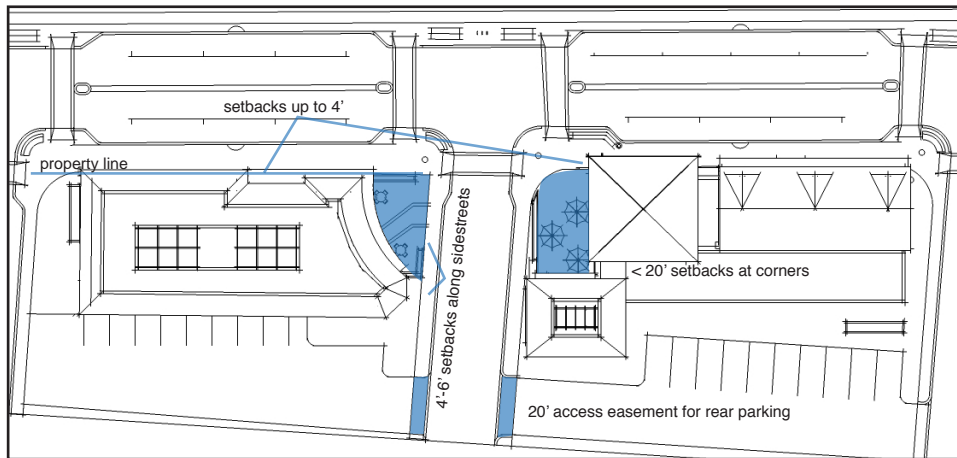 setbacks up to 4'
property line
4'-6' setbacks along sidestreets
< 20' setbacks at corners
20' access easement for rear parking